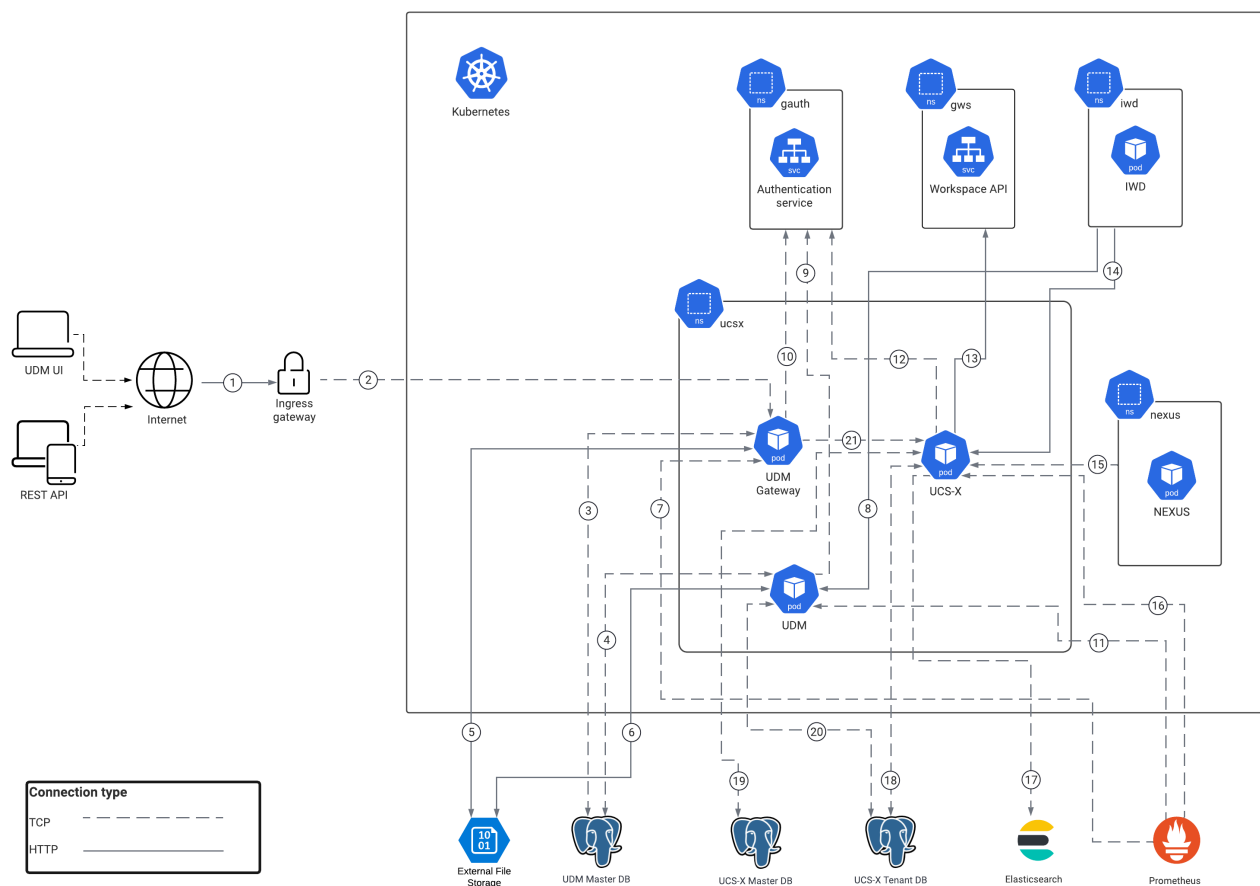 Kubernetes
ns
gauth
svc
Authentication
service
ns
gws
svc
Workspace API
ns
iwd
pod
IWD
9
14
ns
ucsx
UDM UI
10
12
13
1
2
Internet
Ingress
gateway
ns
nexus
REST API
pod
UDM
Gateway
21
pod
UCS-X
15
pod
NEXUS
3
7
8
pod
UDM
16
4
11
5
6
20
19
18
17
Connection type
TCP
HTTP
10
01
External File
Storage
UDM Master DB
UCS-X Master DB
UCS-X Tenant DB
Elasticsearch
Prometheus